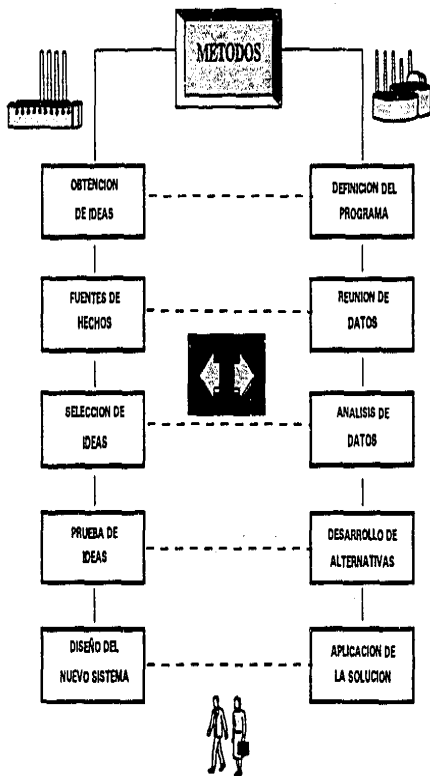 METODOS
OBTENCION
DE IDEAS
DEFINICION DEL
PROGRAMA
FUENTES DE
HECHOS
REUNION DE
DATOS
SELECCION DE
IDEAS
ANALISIS DE
DATOS
PRUEBA DE
IDEAS
DESARROLLO DE
ALTERNATIVAS
DISEÑO DEL
NUEVO SISTEMA
APLICACION DE
LA SOLUCION